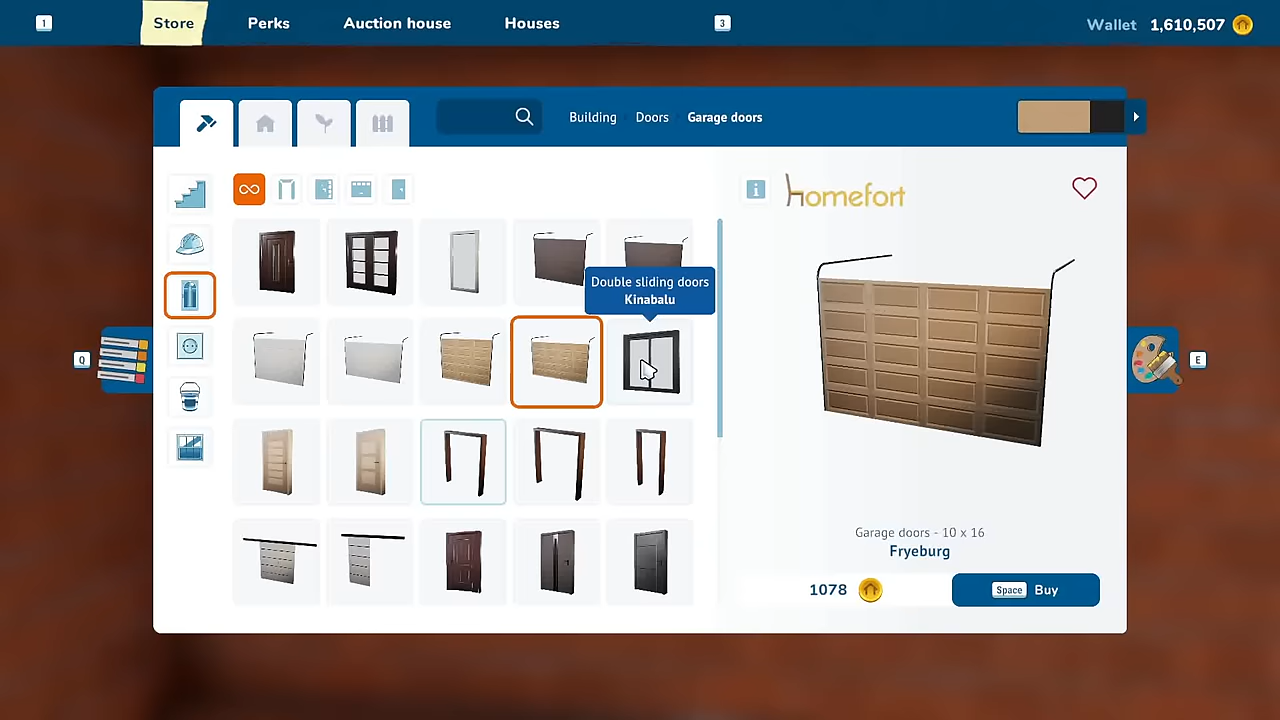 1
Store
Perks
Auction house
Houses
3
Wallet 1,610,507
Building
Doors
Garage doors
homefort
Double sliding doors
Kinabalu
Q
E
Garage doors - 10 x 16
Fryeburg
1078
Space Buy